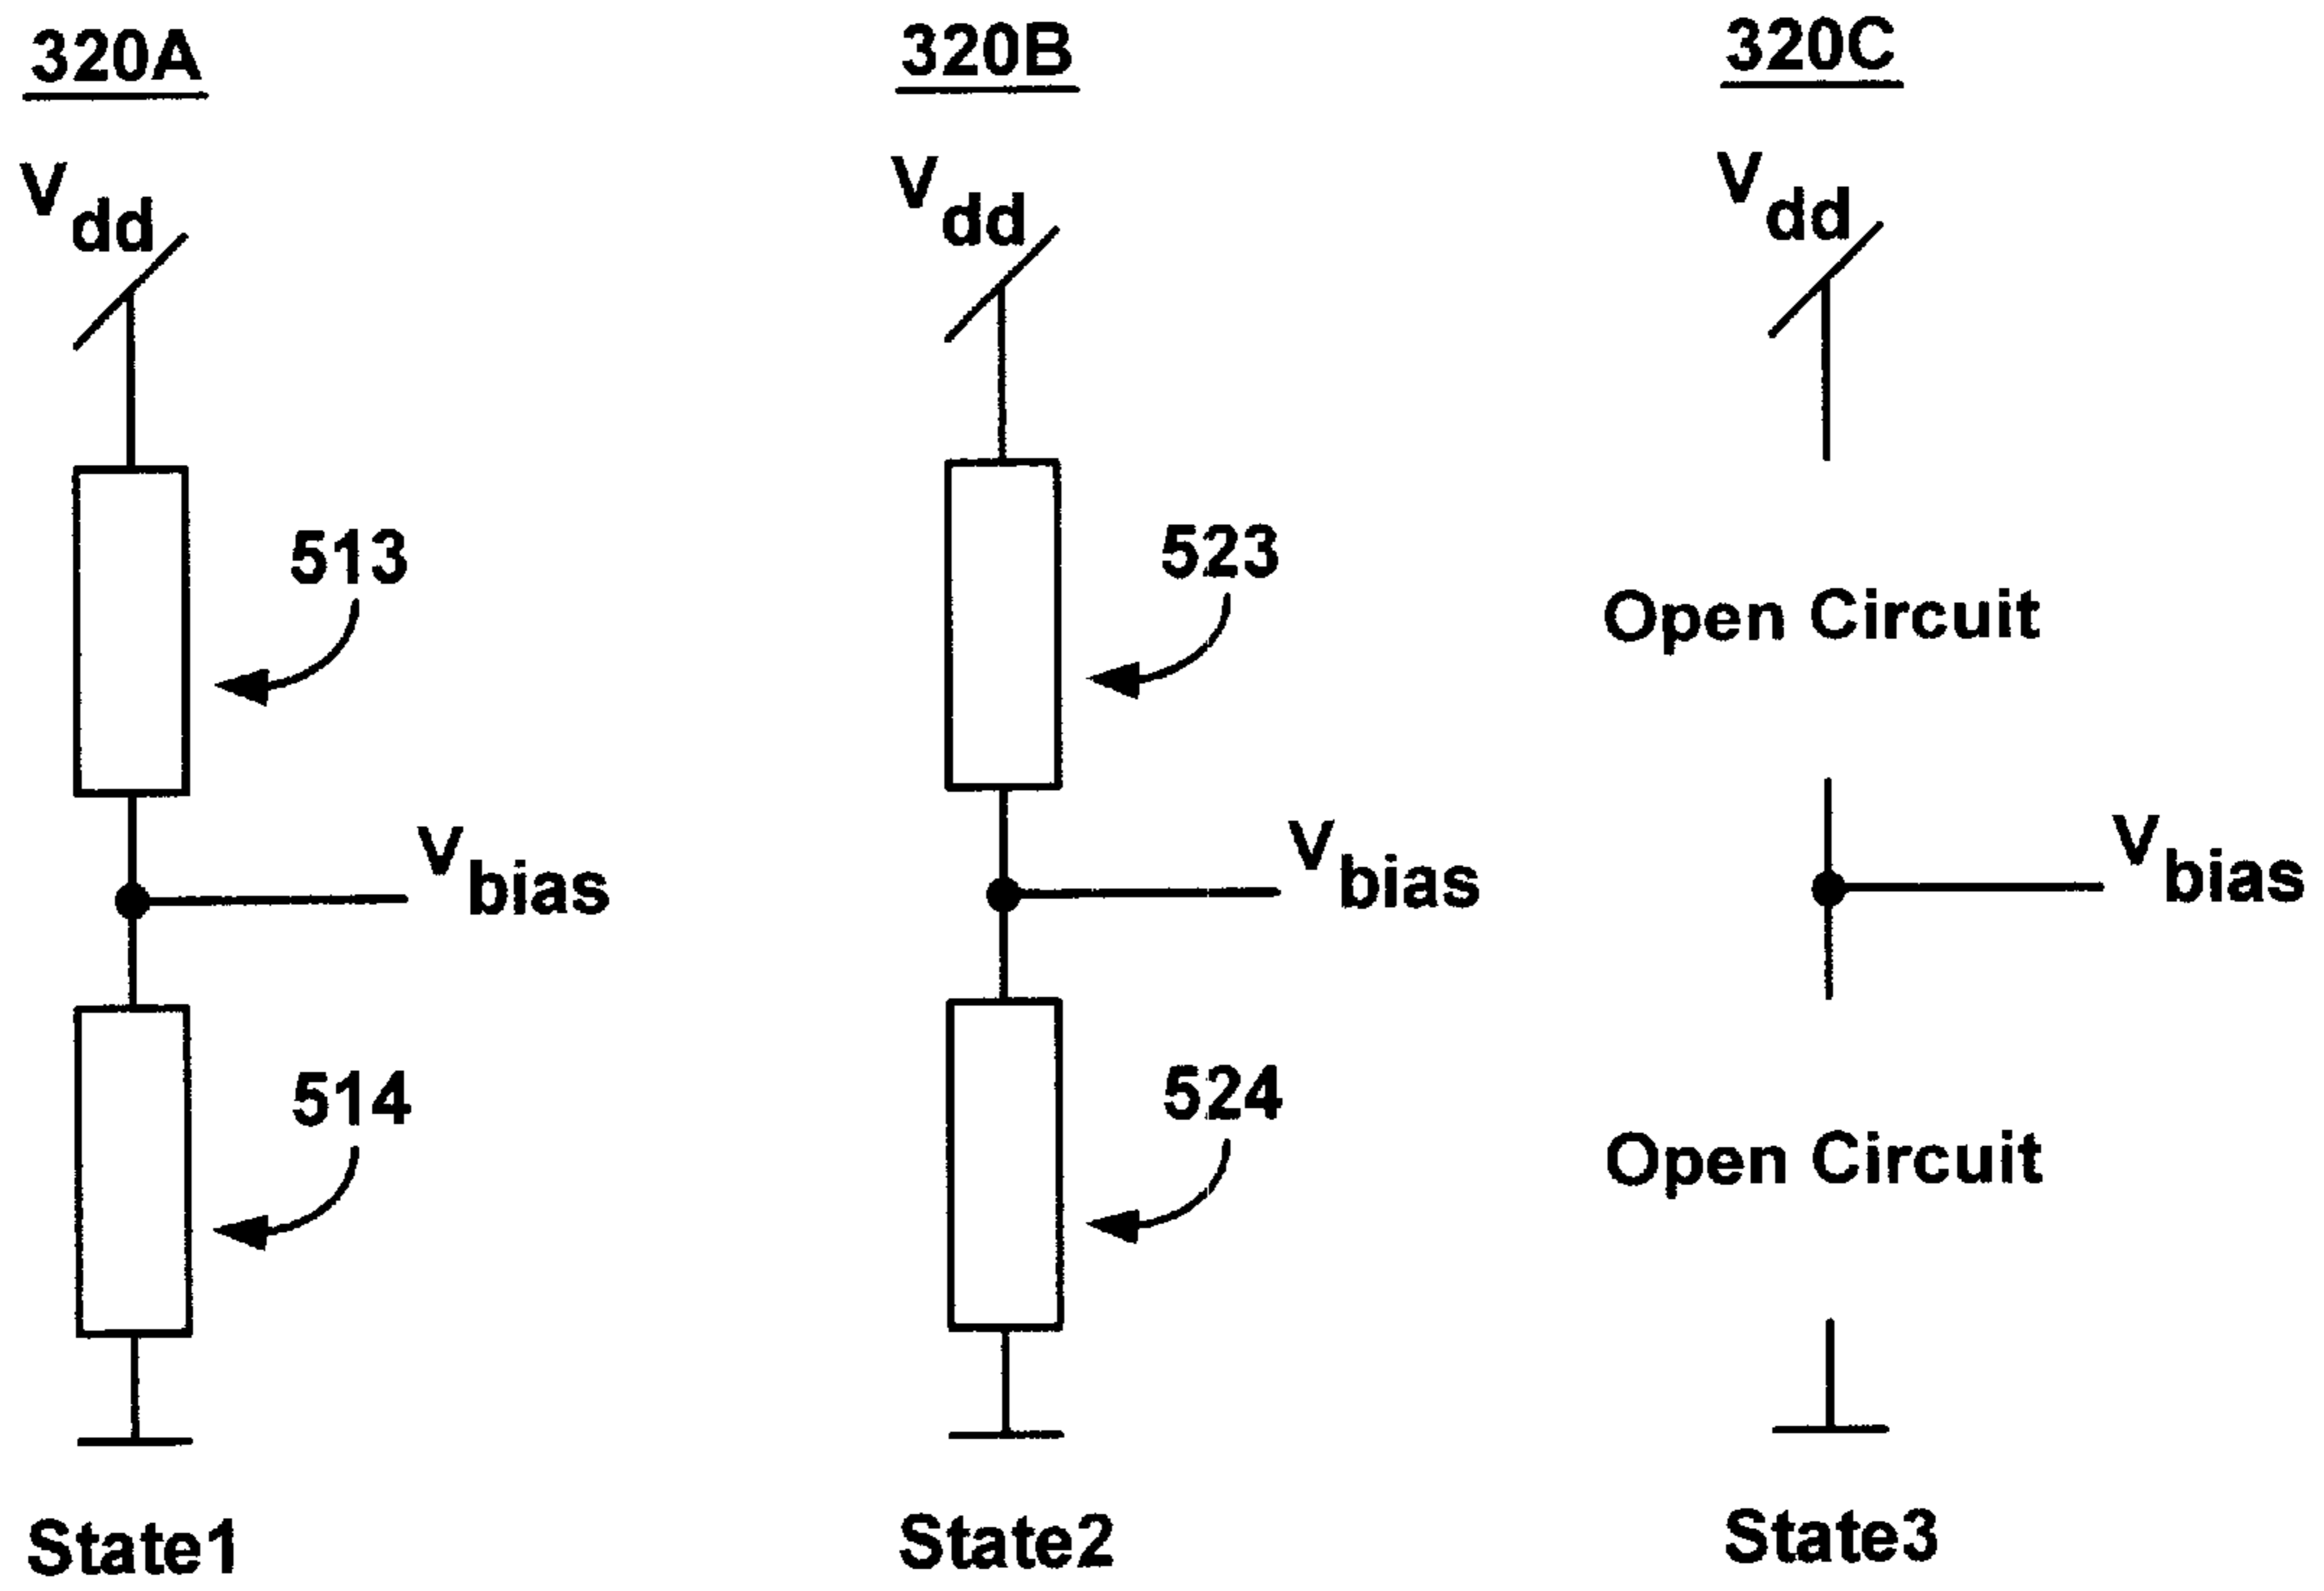 320A
320B
320C
Vdd
Vdd
Vdd
513
523
Open Circuit
Vbias
Vbias
Vbias
514
524
Open Circuit
State1
State2
State3